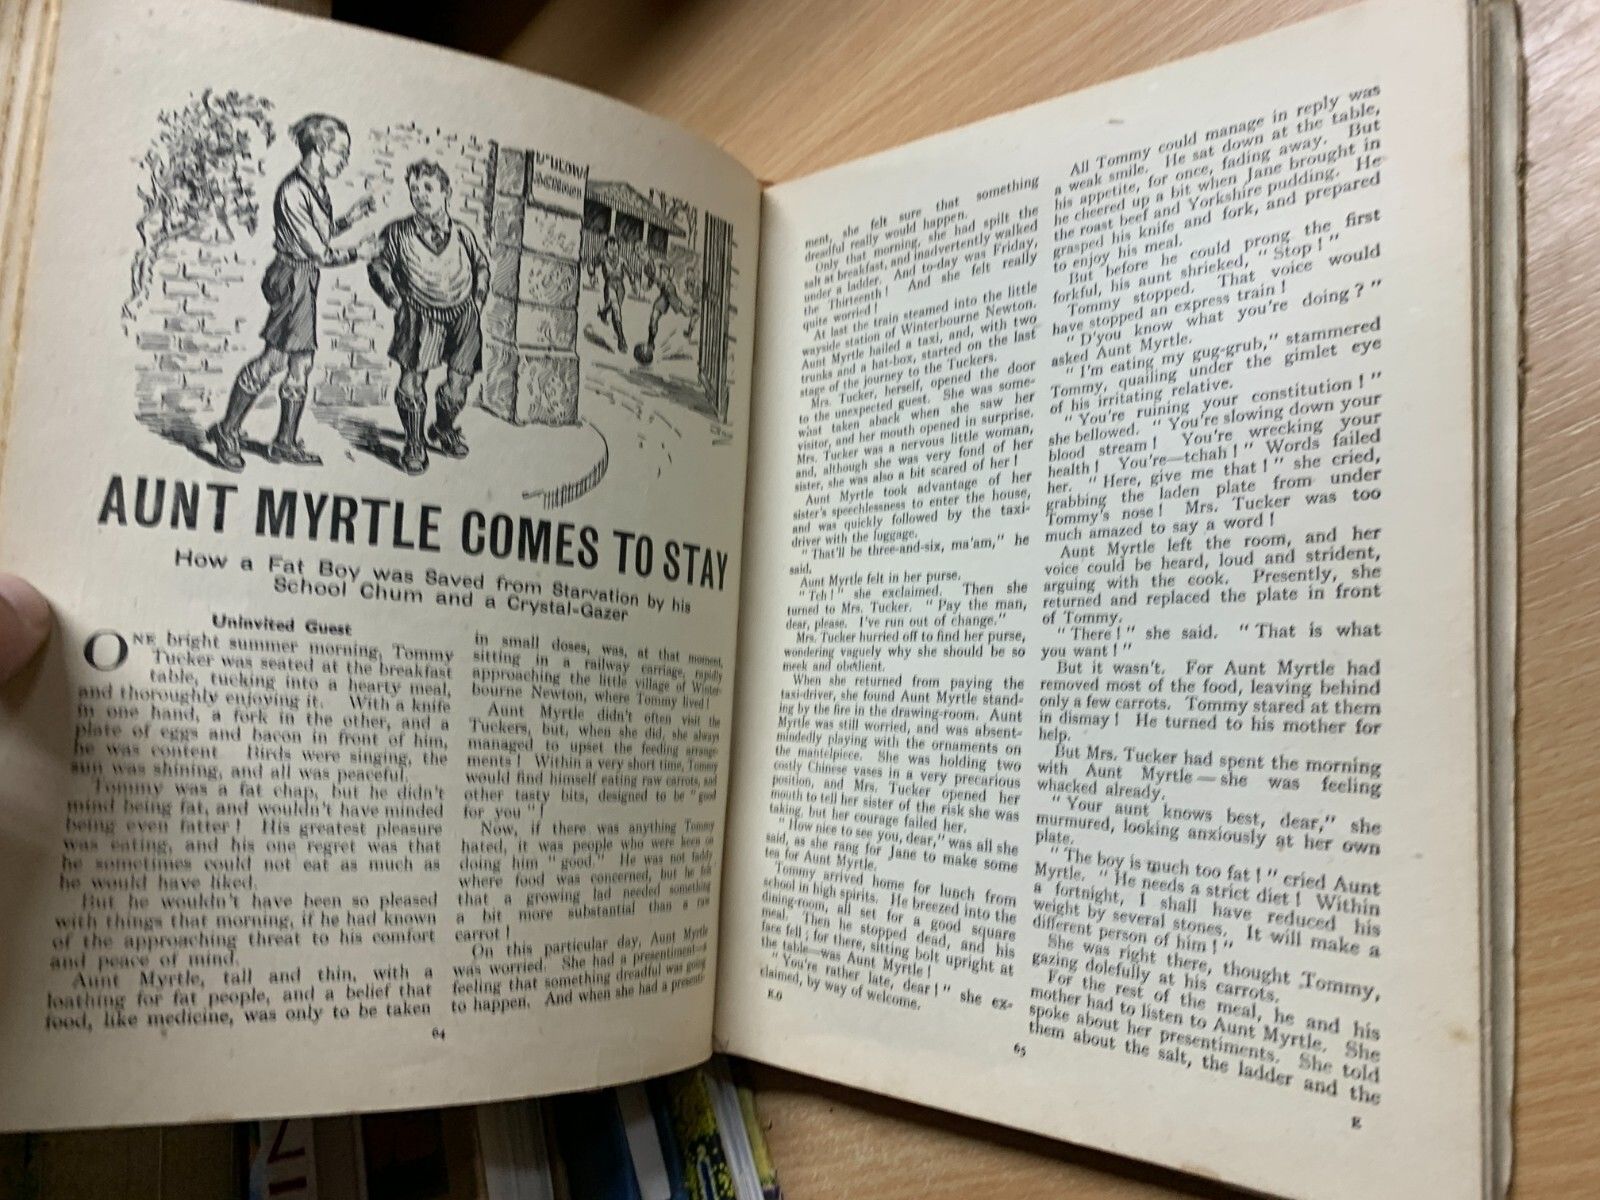 AUNT MYRTLE COMES TO STAY
How a Fat Boy was Saved from Starvation by his
School Chum and a Crystal-Gazer
Uninvited Guest
ONE bright summer morning, Tommy
Tucker was seated at the breakfast
table, tucking into a hearty meal,
and thoroughly enjoying it. With a knife
in one hand, a fork in the other, and a
plate of eggs and bacon in front of him,
he was content. Birds were singing, the
sun was shining, and all was peaceful.
Tommy was a fat chap, but he didn't
mind being fat, and wouldn't have minded
being even fatter! His greatest pleasure
was eating, and his one regret was that
he sometimes could not eat as much as
he would have liked.
But he wouldn't have been so pleased
with things that morning, if he had known
of the approaching threat to his comfort
and peace of mind.
Aunt Myrtle, tall and thin, with a
loathing for fat people, and a belief that
food, like medicine, was only to be taken
in small doses, was, at that moment,
sitting in a railway carriage, rapidly
approaching the little village of Winter-
bourne Newton, where Tommy lived!
Aunt Myrtle didn't often visit the
Tuckers, but, when she did, she always
managed to upset the feeding arrange-
ments! Within a very short time, Tommy
would find himself eating raw carrots, and
other tasty bits, designed to be "good
for you"!
Now, if there was anything Tommy
hated, it was people who were keen on
doing him "good." He was not faddy
where food was concerned, but he felt
that a growing lad needed something
a bit more substantial than a raw
carrot!
On this particular day, Aunt Myrtle
was worried. She had a presentiment—a
feeling that something dreadful was going
to happen. And when she had a presenti-
64
ment, she felt sure that something
dreadful really would happen.
Only that morning, she had spilt the
salt at breakfast, and inadvertently walked
under a ladder. And to-day was Friday,
the Thirteenth! And she felt really
quite worried!
At last the train steamed into the little
wayside station of Winterbourne Newton.
Aunt Myrtle hailed a taxi, and, with two
trunks and a hat-box, started on the last
stage of the journey to the Tuckers.
Mrs. Tucker, herself, opened the door
to the unexpected guest. She was some-
what taken aback when she saw her
visitor, and her mouth opened in surprise.
Mrs. Tucker was a nervous little woman,
and, although she was very fond of her
sister, she was also a bit scared of her!
Aunt Myrtle took advantage of her
sister's speechlessness to enter the house,
and was quickly followed by the taxi-
driver with the luggage.
"That'll be three-and-six, ma'am," he
said.
Aunt Myrtle felt in her purse.
"Tch!" she exclaimed. Then she
turned to Mrs. Tucker. "Pay the man,
dear, please. I've run out of change."
Mrs. Tucker hurried off to find her purse,
wondering vaguely why she should be so
meek and obedient.
When she returned from paying the
taxi-driver, she found Aunt Myrtle stand-
ing by the fire in the drawing-room. Aunt
Myrtle was still worried, and was absent-
mindedly playing with the ornaments on
the mantelpiece. She was holding two
costly Chinese vases in a very precarious
position, and Mrs. Tucker opened her
mouth to tell her sister of the risk she was
taking, but her courage failed her.
"How nice to see you, dear," was all she
said, as she rang for Jane to make some
tea for Aunt Myrtle.
Tommy arrived home for lunch from
school in high spirits. He breezed into the
dining-room, all set for a good square
meal. Then he stopped dead, and his
face fell; for there, sitting bolt upright at
the table—was Aunt Myrtle!
"You're rather late, dear!" she ex-
claimed, by way of welcome.
All Tommy could manage in reply was
a weak smile. He sat down at the table,
his appetite, for once, fading away. But
he cheered up a bit when Jane brought in
the roast beef and Yorkshire pudding. He
grasped his knife and fork, and prepared
to enjoy his meal.
But before he could prong the first
forkful, his aunt shrieked, "Stop!"
Tommy stopped. That voice would
have stopped an express train!
"D'you know what you're doing?"
asked Aunt Myrtle.
"I'm eating my gug-grub," stammered
Tommy, quailing under the gimlet eye
of his irritating relative.
"You're ruining your constitution!"
she bellowed. "You're slowing down your
blood stream! You're wrecking your
health! You're—tchah!" Words failed
her. "Here, give me that!" she cried,
grabbing the laden plate from under
Tommy's nose! Mrs. Tucker was too
much amazed to say a word!
Aunt Myrtle left the room, and her
voice could be heard, loud and strident,
arguing with the cook. Presently, she
returned and replaced the plate in front
of Tommy.
"There!" she said. "That is what
you want!"
But it wasn't. For Aunt Myrtle had
removed most of the food, leaving behind
only a few carrots. Tommy stared at them
in dismay! He turned to his mother for
help.
But Mrs. Tucker had spent the morning
with Aunt Myrtle—she was feeling
whacked already.
"Your aunt knows best, dear," she
murmured, looking anxiously at her own
plate.
"The boy is much too fat!" cried Aunt
Myrtle. "He needs a strict diet! Within
a fortnight, I shall have reduced his
weight by several stones. It will make a
different person of him!"
She was right there, thought Tommy,
gazing dolefully at his carrots.
For the rest of the meal, he and his
mother had to listen to Aunt Myrtle. She
spoke about her presentiments. She told
them about the salt, the ladder and the
65
E